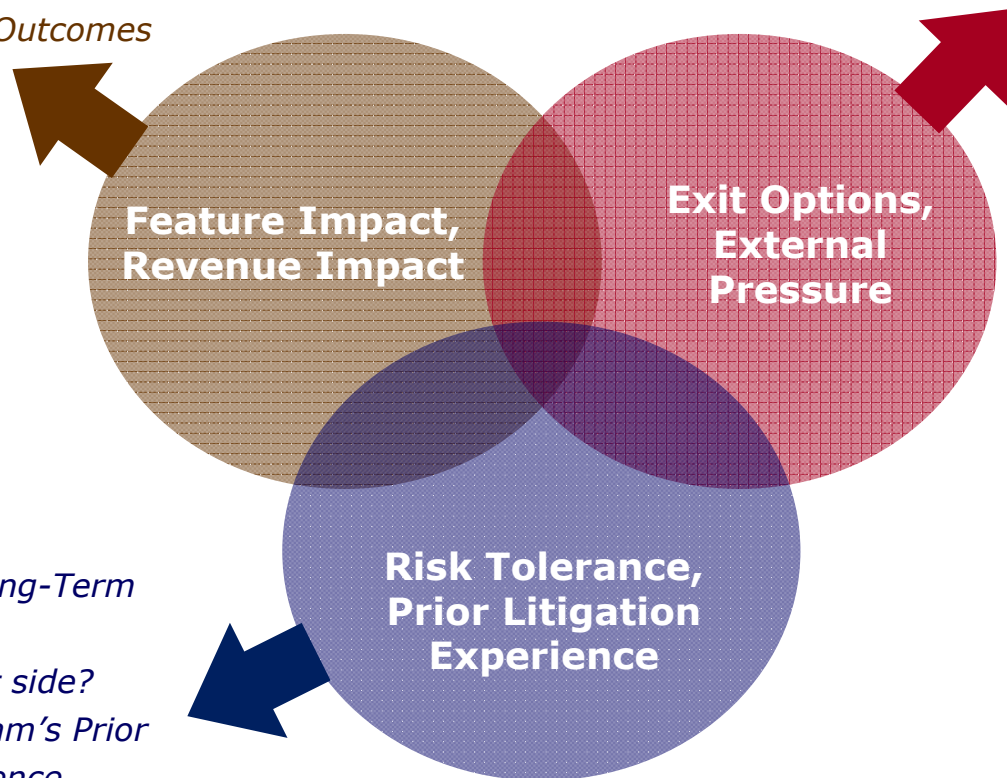 Outcomes
Feature Impact,
Revenue Impact
Exit Options,
External
Pressure
Risk Tolerance,
Prior Litigation
Experience
ng-Term
side?
m's Prior